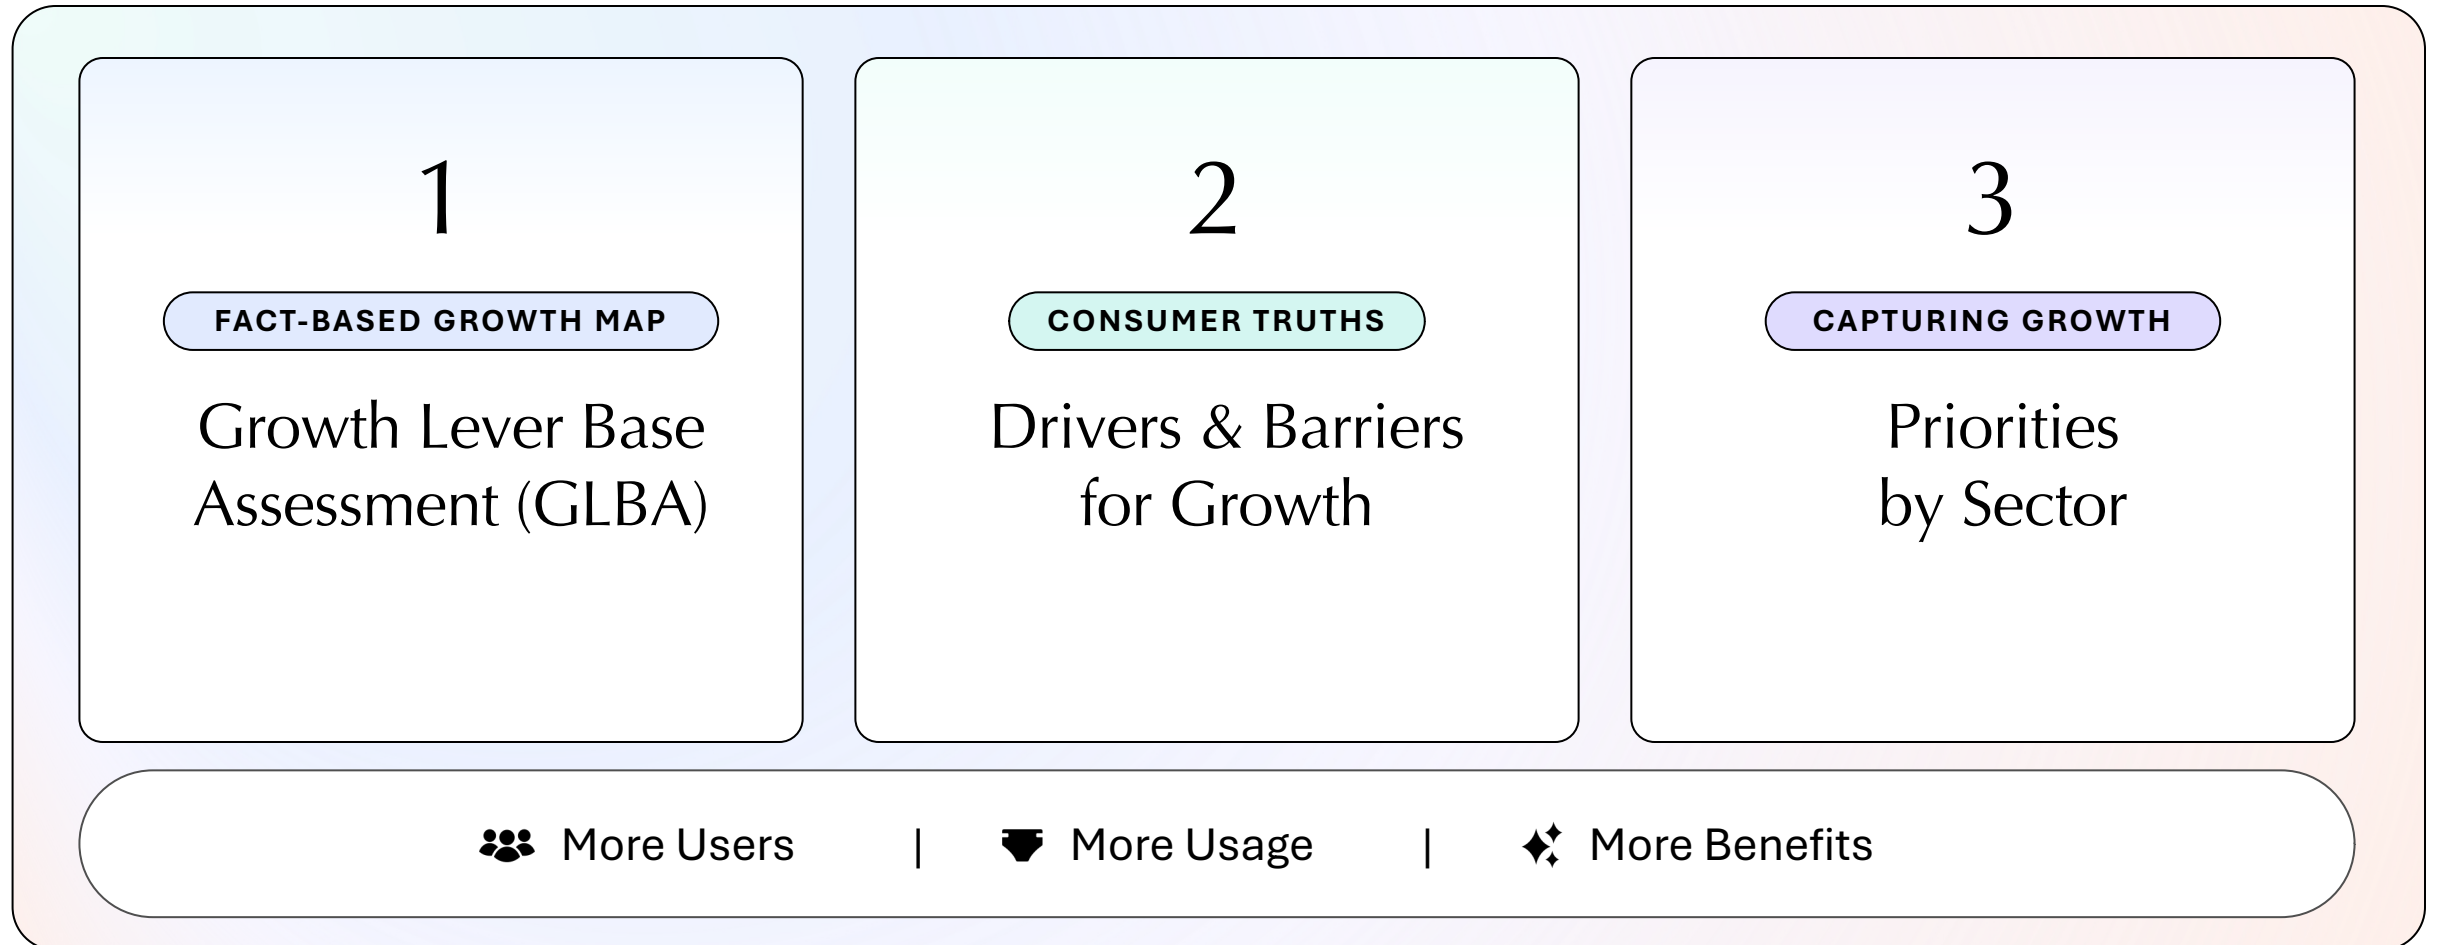 1
FACT-BASED GROWTH MAP
Growth Lever Base
Assessment (GLBA)
2
CONSUMER TRUTHS
Drivers & Barriers
for Growth
3
CAPTURING GROWTH
Priorities
by Sector
More Users | More Usage | More Benefits